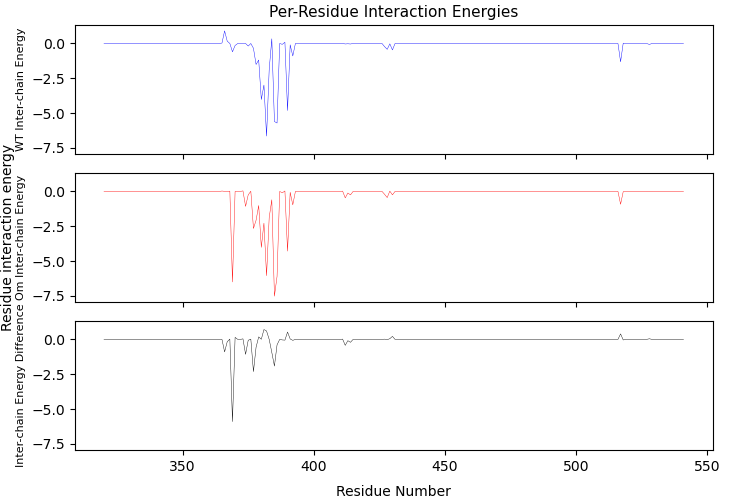 Per-Residue Interaction Energies
Residue interaction energy
WT Inter-chain Energy
0.0
−2.5
−5.0
−7.5
Om Inter-chain Energy
0.0
−2.5
−5.0
−7.5
Inter-chain Energy Difference
0.0
−2.5
−5.0
−7.5
350 400 450 500 550
Residue Number